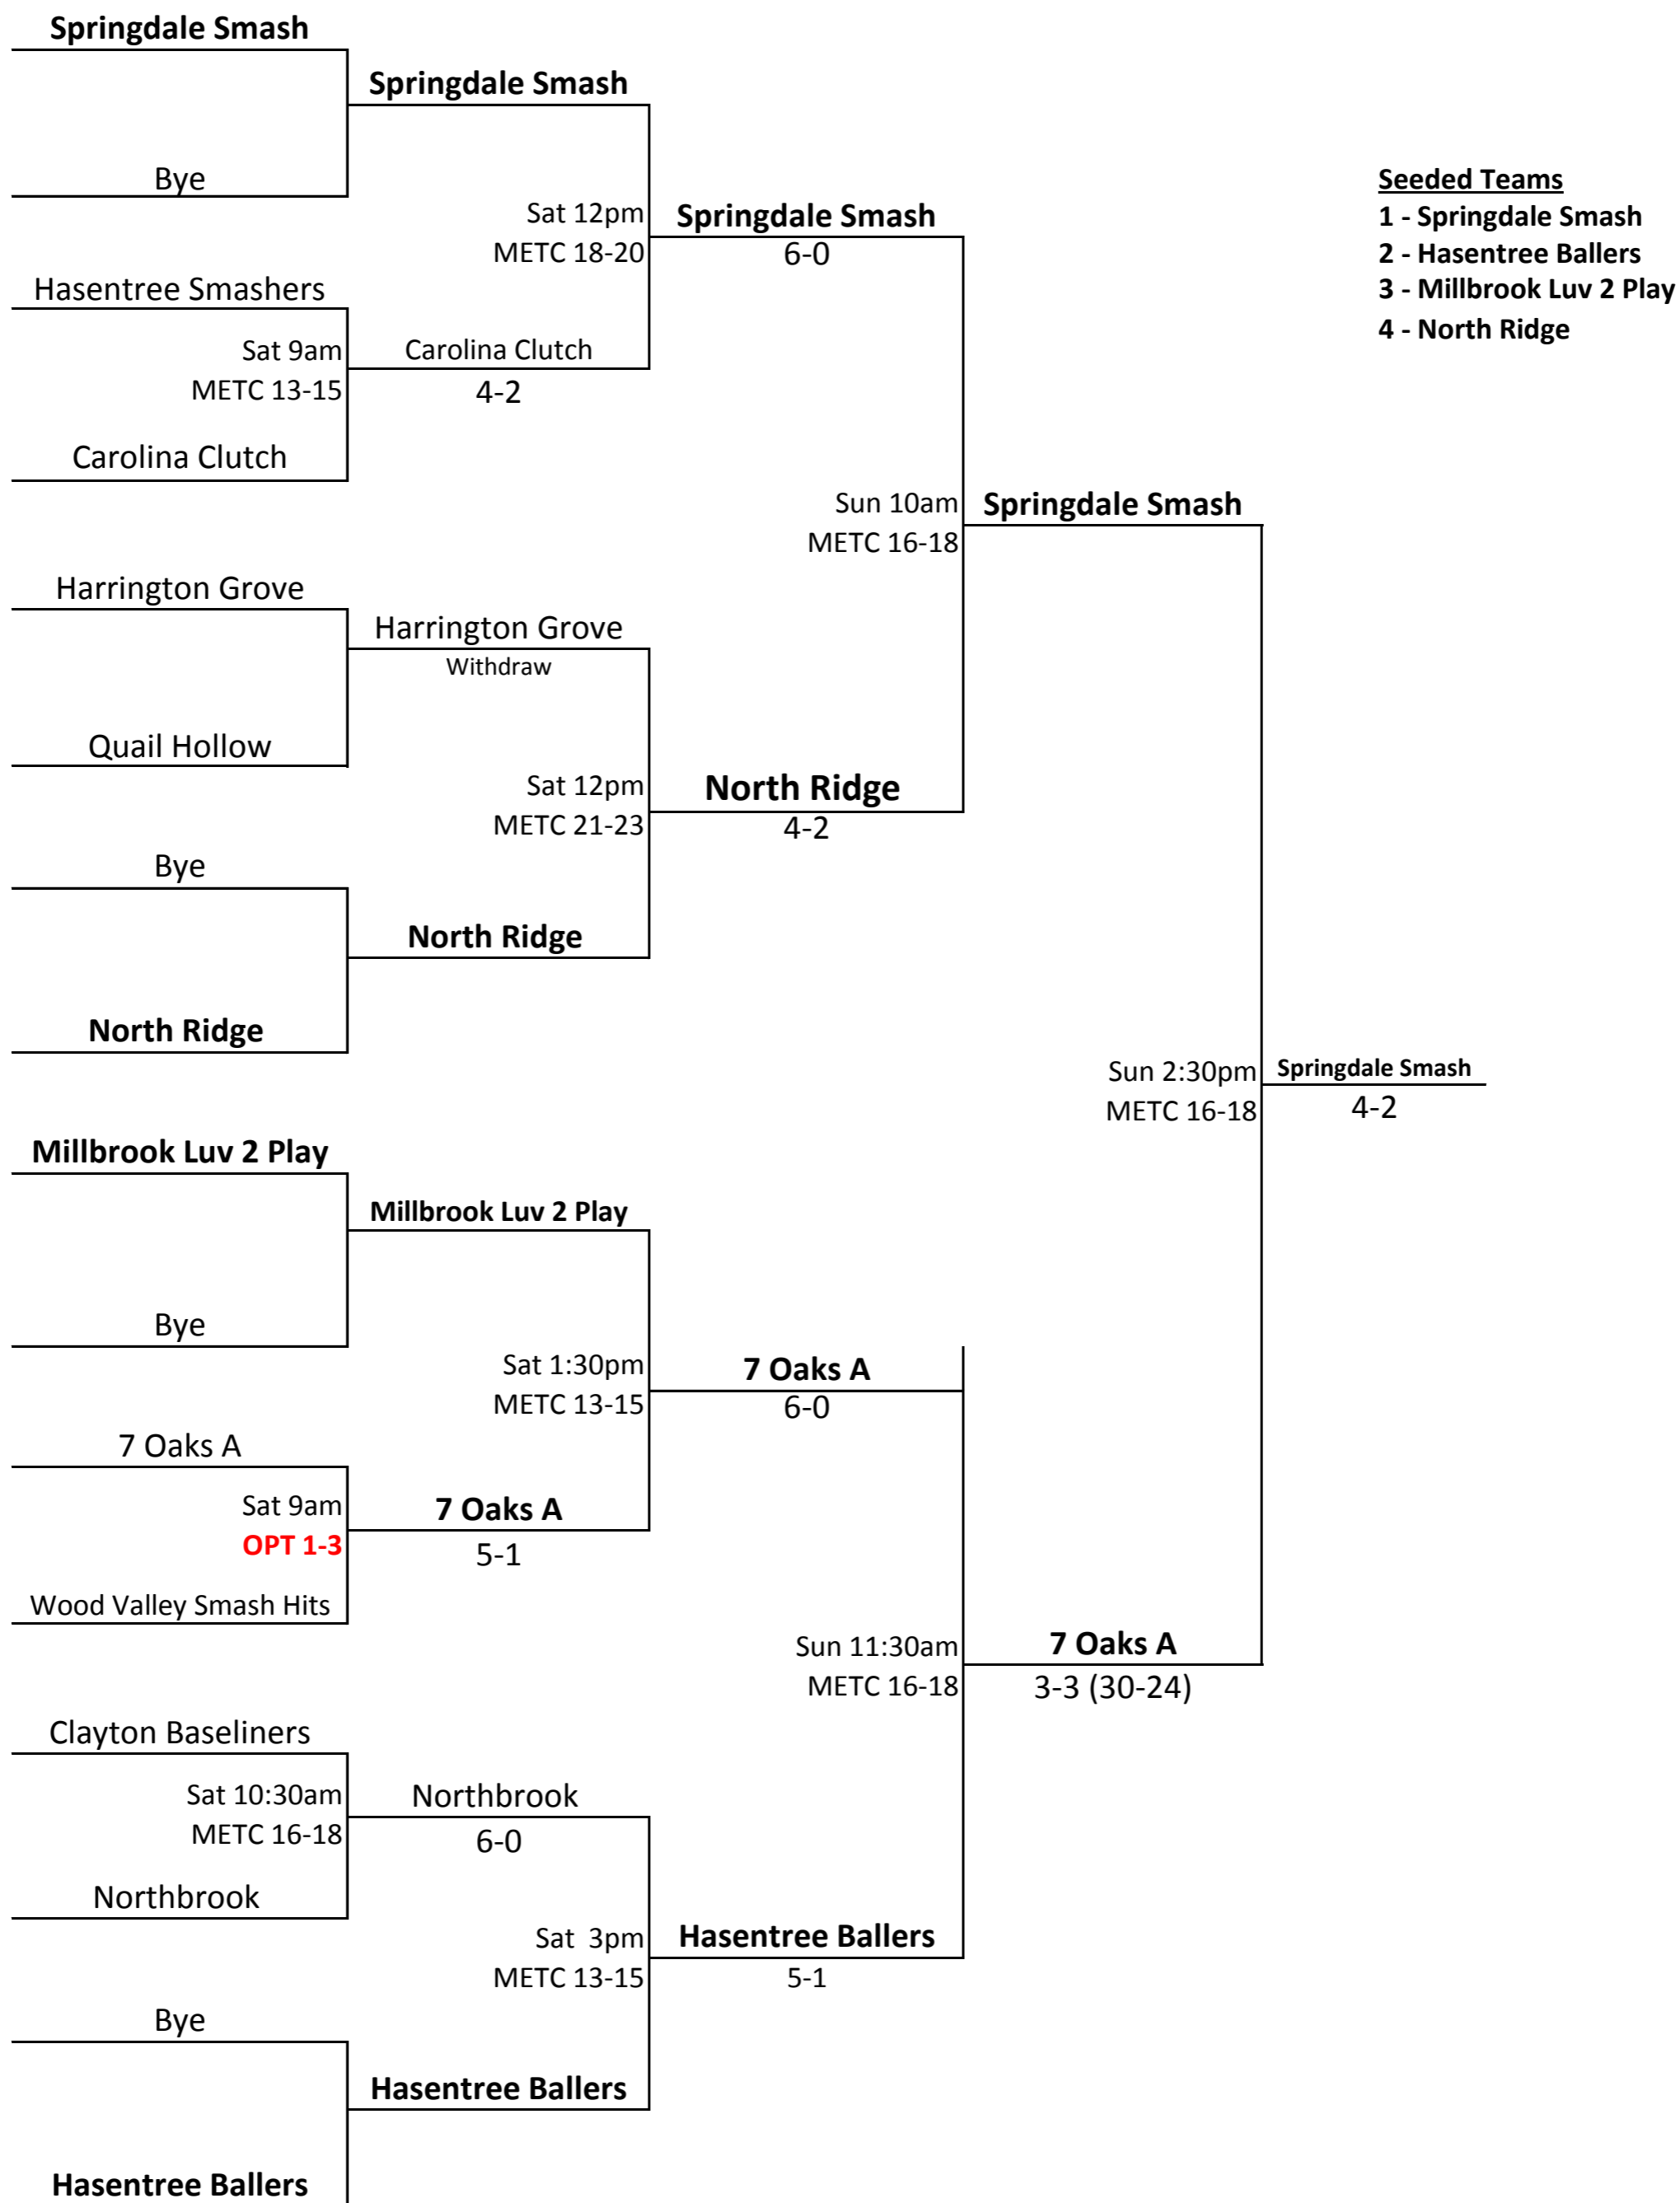 Springdale Smash
Springdale Smash
Bye
Seeded Teams
1 - Springdale Smash
2 - Hasentree Ballers
3 - Millbrook Luv 2 Play
4 - North Ridge
Sat 12pm
METC 18-20
Springdale Smash
6-0
Hasentree Smashers
Sat 9am
METC 13-15
Carolina Clutch
4-2
Carolina Clutch
Sun 10am
METC 16-18
Springdale Smash
Harrington Grove
Harrington Grove
Withdraw
Quail Hollow
Sat 12pm
METC 21-23
North Ridge
4-2
Bye
North Ridge
North Ridge
Sun 2:30pm
METC 16-18
Springdale Smash
4-2
Millbrook Luv 2 Play
Millbrook Luv 2 Play
Bye
Sat 1:30pm
METC 13-15
7 Oaks A
6-0
7 Oaks A
Sat 9am
OPT 1-3
7 Oaks A
5-1
Wood Valley Smash Hits
Sun 11:30am
METC 16-18
7 Oaks A
3-3 (30-24)
Clayton Baseliners
Sat 10:30am
METC 16-18
Northbrook
6-0
Northbrook
Sat  3pm
METC 13-15
Hasentree Ballers
5-1
Bye
Hasentree Ballers
Hasentree Ballers